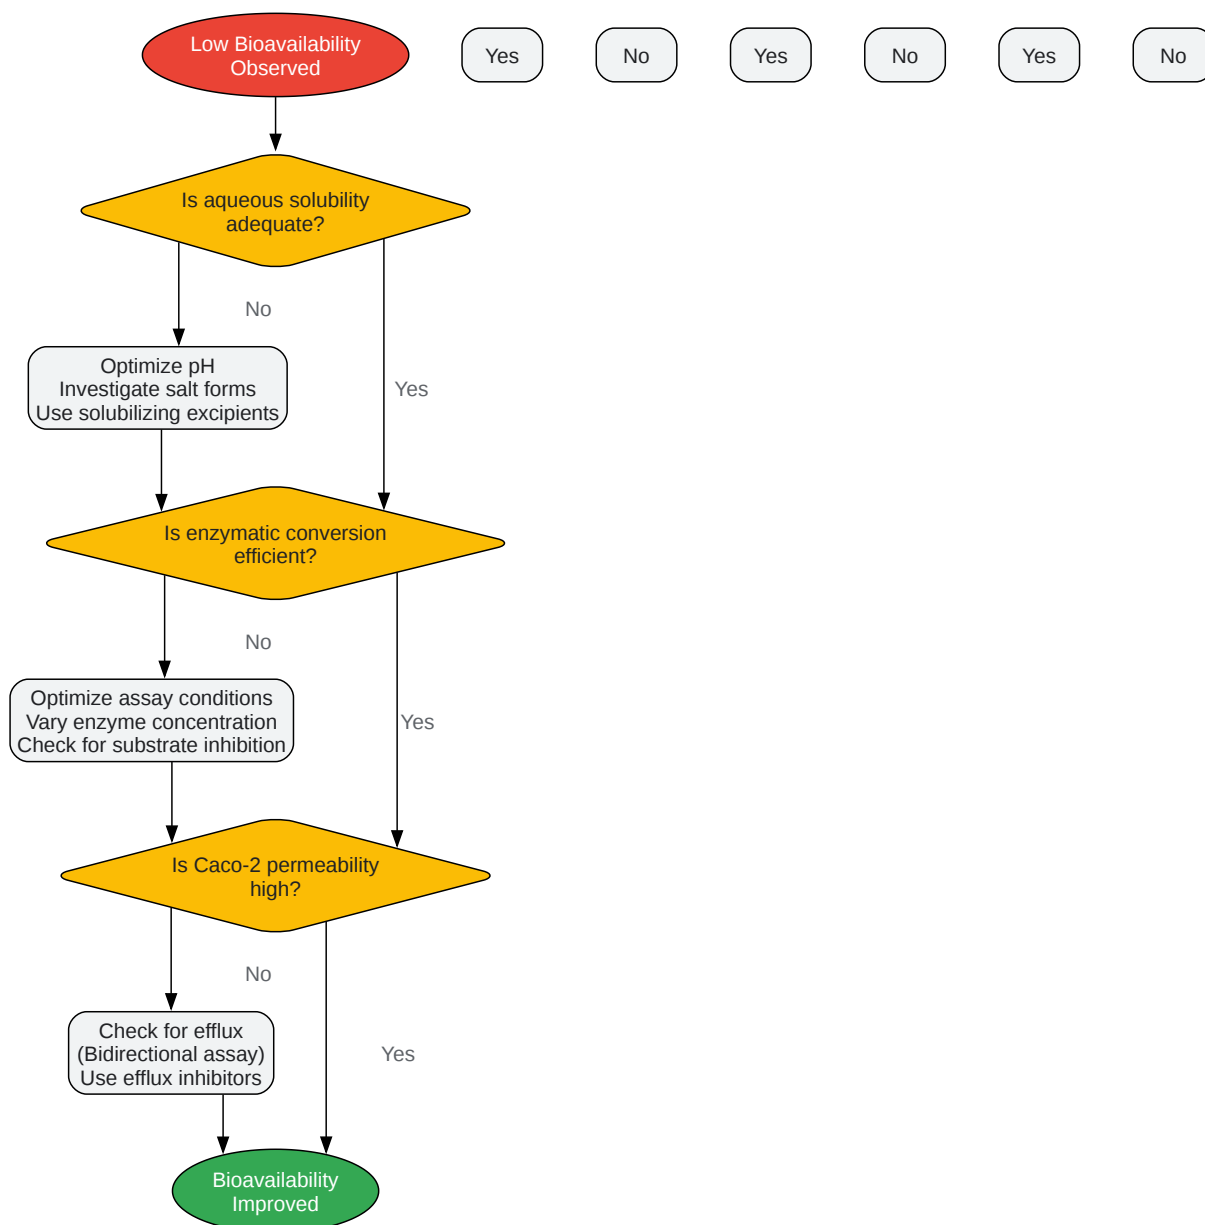 Low Bioavailability
Observed
Yes
No
Yes
No
Yes
No
Is aqueous solubility
adequate?
No
Optimize pH
Investigate salt forms
Use solubilizing excipients
Yes
Is enzymatic conversion
efficient?
No
Optimize assay conditions
Vary enzyme concentration
Check for substrate inhibition
Yes
Is Caco-2 permeability
high?
No
Check for efflux
(Bidirectional assay)
Use efflux inhibitors
Yes
Bioavailability
Improved